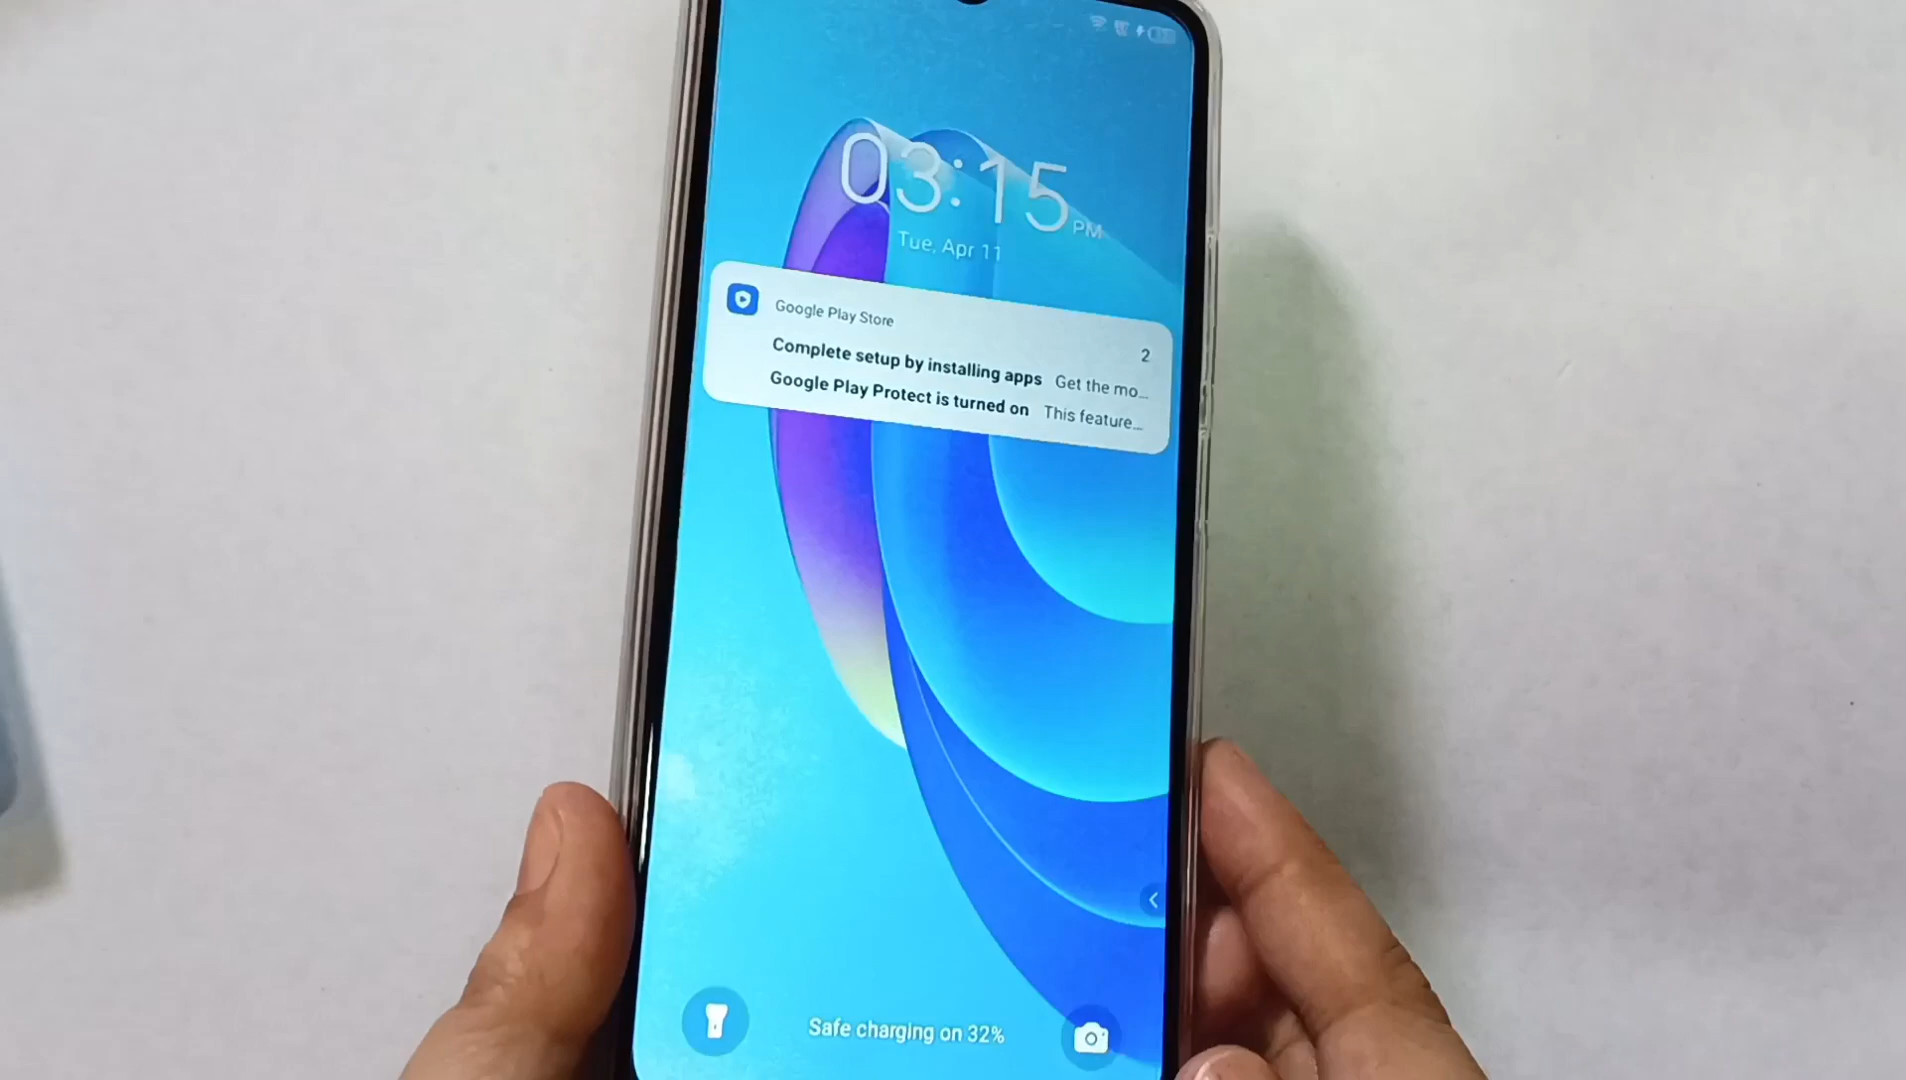 03:15 PM
Tue, Apr 11
Google Play Store
2
Complete setup by installing apps Get the mo...
Google Play Protect is turned on This feature...
Safe charging on 32%